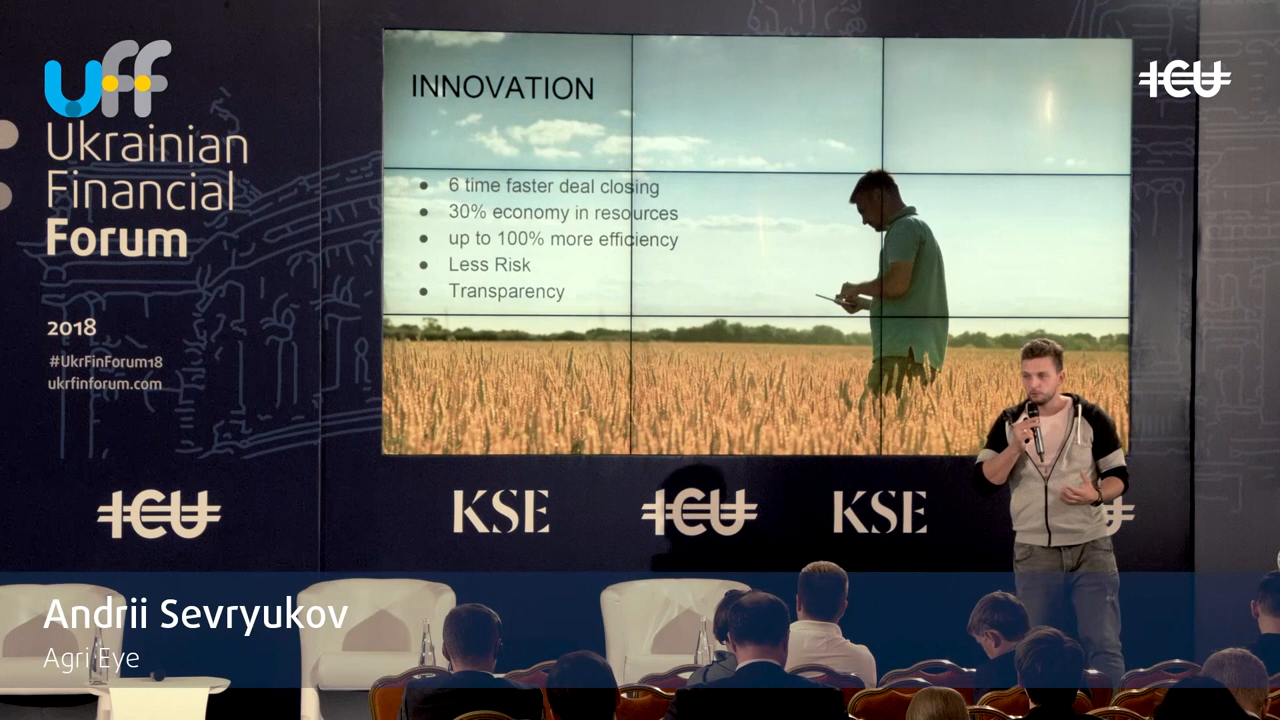 uff
Ukrainian
Financial
Forum
2018
#UkrFinForum18
ukrfinforum.com
INNOVATION
● 6 time faster deal closing
● 30% economy in resources
● up to 100% more efficiency
● Less Risk
● Transparency
ICU
ICU
KSE
ICU
KSE
Andrii Sevryukov
Agri Eye